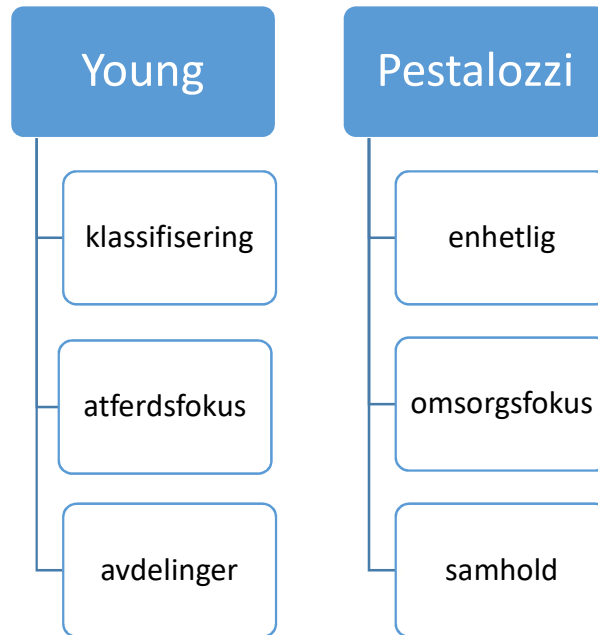 Young
klassifisering
atferdsfokus
avdelinger
Pestalozzi
enhetlig
omsorgsfokus
samhold